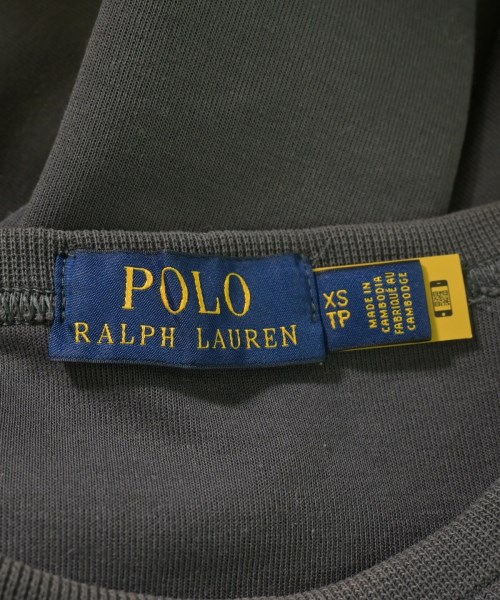 POLO
RALPH LAUREN
XS
TP
MADE IN
CAMBODIA
FABRIQUÉ AU
CAMBODGE